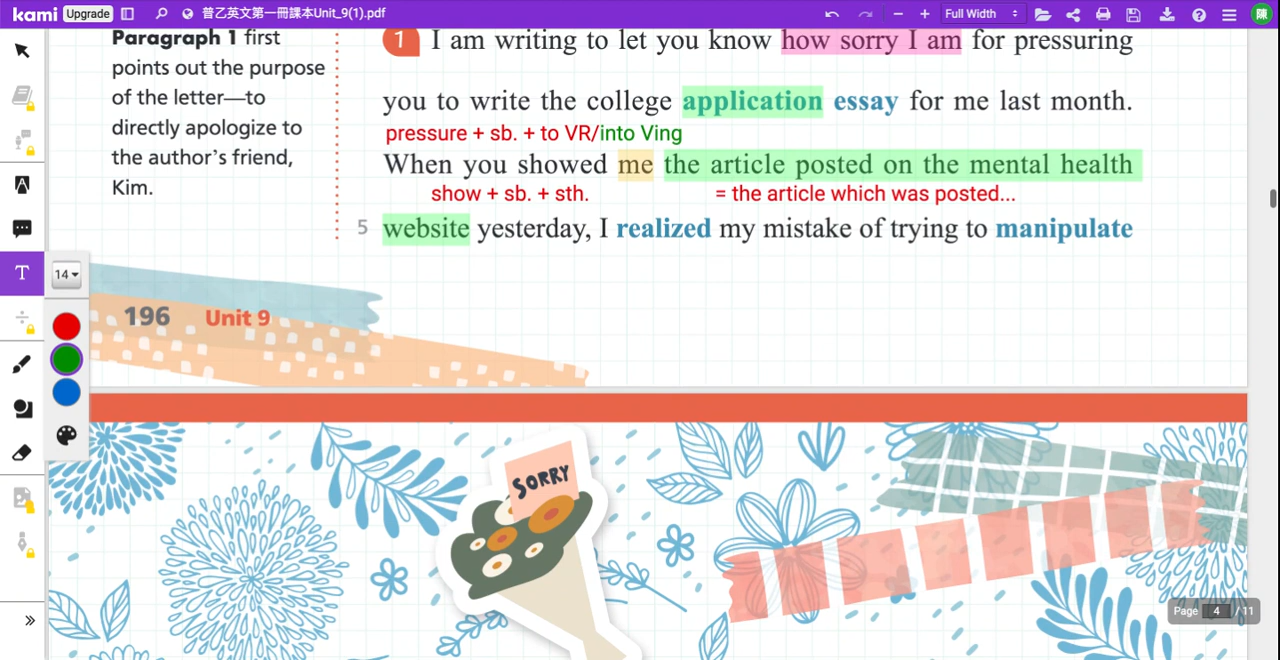 kami Upgrade 普乙英文第一冊課本Unit_9(1).pdf Full Width 陳
Paragraph 1 first
points out the purpose
of the letter—to
directly apologize to
the author's friend,
Kim.
1 I am writing to let you know how sorry I am for pressuring
you to write the college application essay for me last month.
pressure + sb. + to VR/into Ving
When you showed me the article posted on the mental health
show + sb. + sth. = the article which was posted...
5 website yesterday, I realized my mistake of trying to manipulate
T 14
196 Unit 9
SORRY
Page 4 / 11